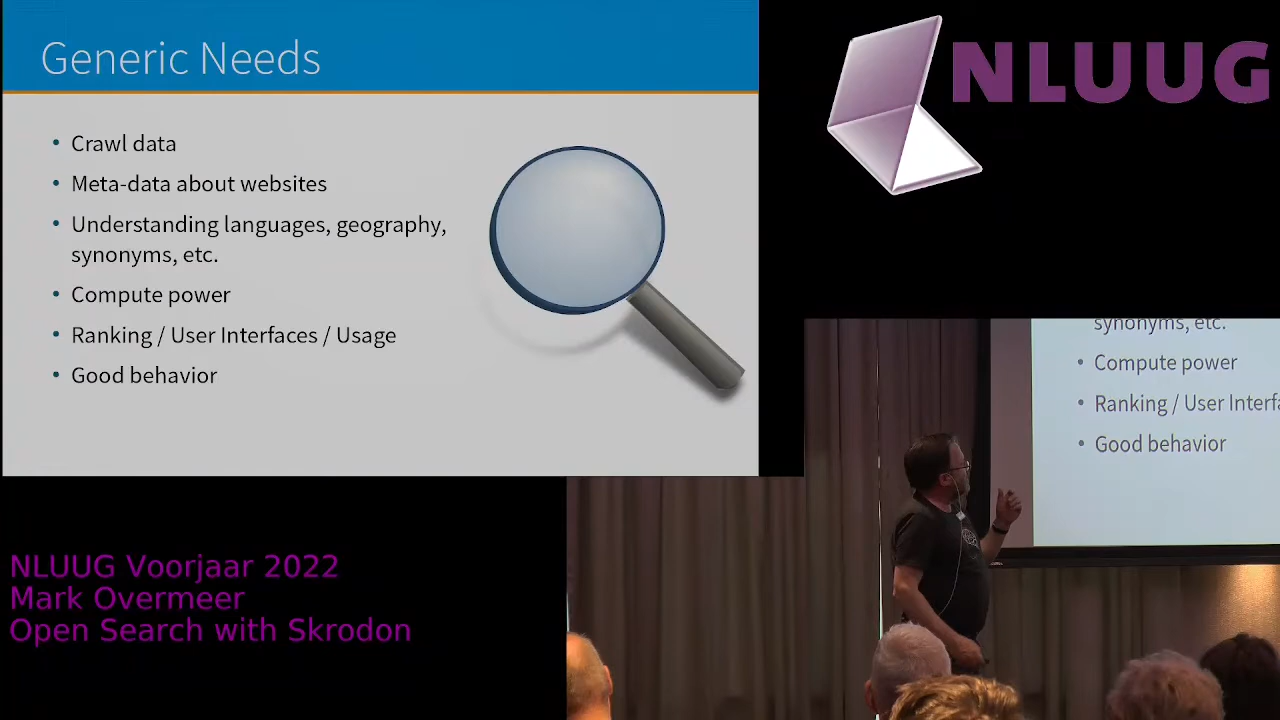 Generic Needs
• Crawl data
• Meta-data about websites
• Understanding languages, geography,
synonyms, etc.
• Compute power
• Ranking / User Interfaces / Usage
• Good behavior
NLUUG
synonyms, etc.
• Compute power
• Ranking / User Interfa
• Good behavior
NLUUG Voorjaar 2022
Mark Overmeer
Open Search with Skrodon